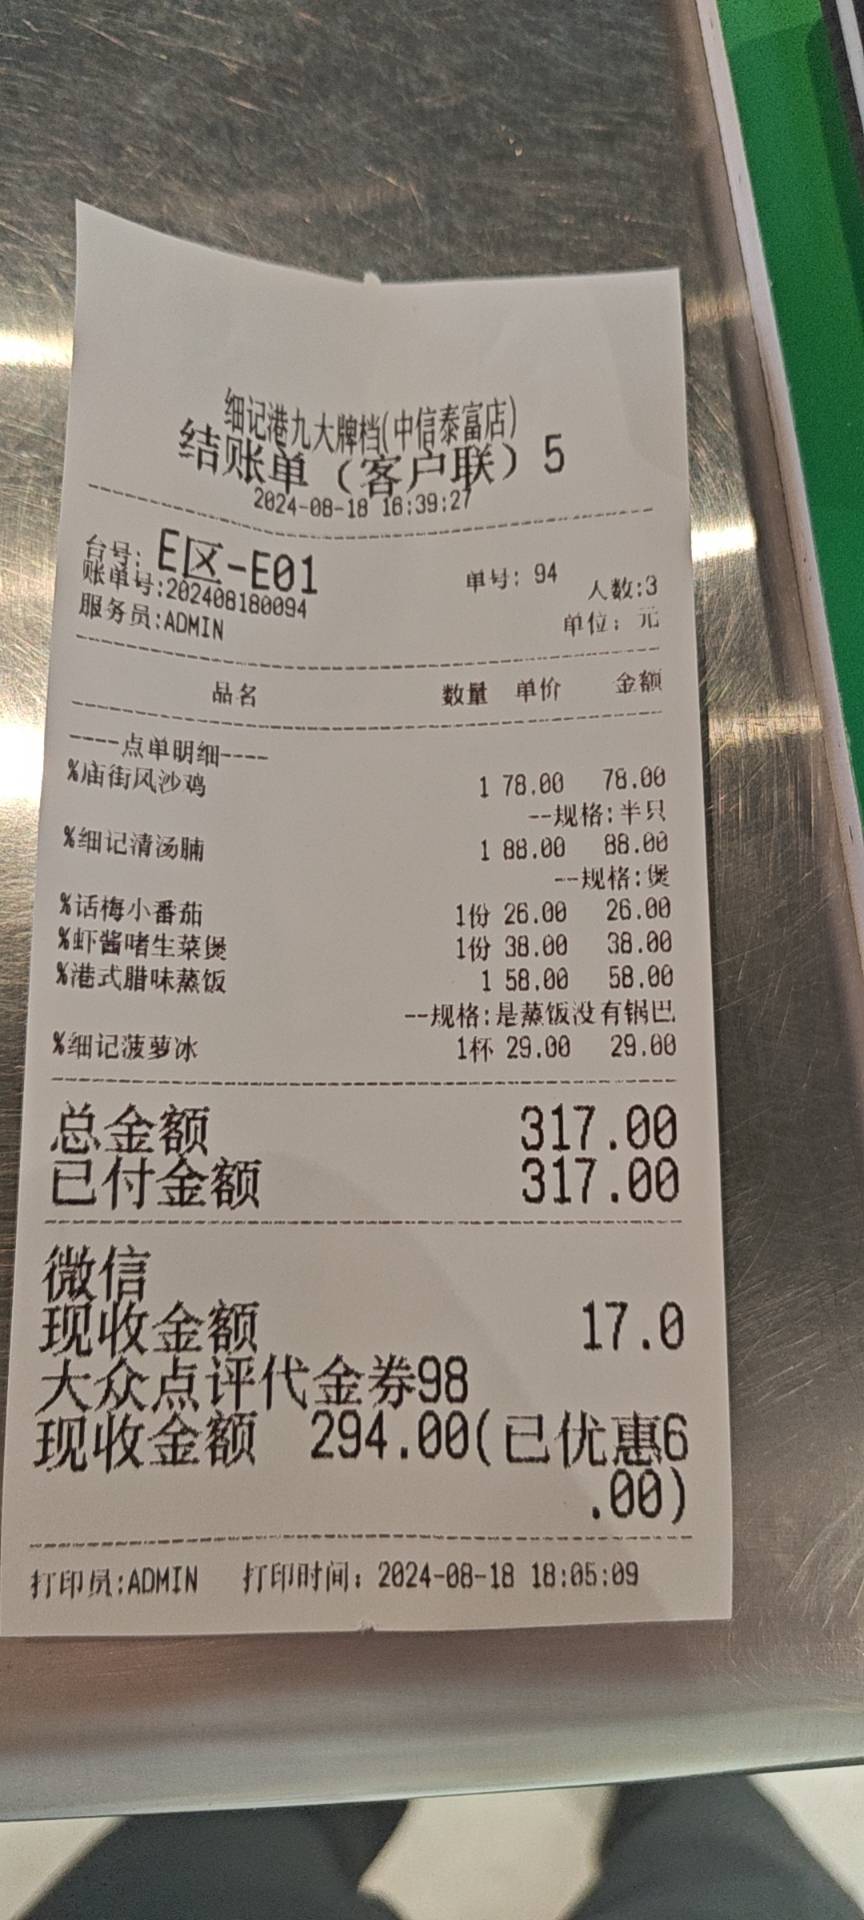 细记港九大牌档(中信泰富店)
结账单（客户联）5
2024-08-18 16:39:27
台号: E区-E01 单号: 94 人数:3
账单号:202408180094
服务员:ADMIN 单位: 元
品名 数量 单价 金额
----点单明细----
%庙街风沙鸡 1 78.00 78.00
--规格:半只
%细记清汤腩 1 88.00 88.00
--规格:煲
%话梅小番茄 1份 26.00 26.00
%虾酱啫生菜煲 1份 38.00 38.00
%港式腊味蒸饭 1 58.00 58.00
--规格:是蒸饭没有锅巴
%细记菠萝冰 1杯 29.00 29.00
总金额 317.00
已付金额 317.00
微信
现收金额 17.0
大众点评代金券98
现收金额 294.00(已优惠6
.00)
打印员:ADMIN 打印时间: 2024-08-18 18:05:09